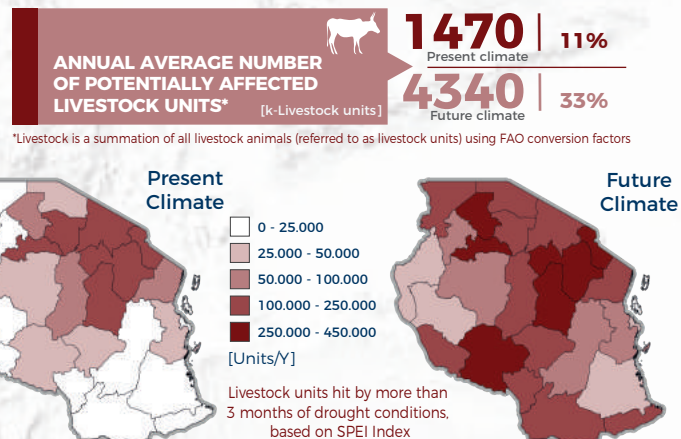 ANNUAL AVERAGE NUMBER
OF POTENTIALLY AFFECTED
LIVESTOCK UNITS*
[k-Livestock units]
1470 11%
Present climate
4340 33%
Future climate
*Livestock is a summation of all livestock animals (referred to as livestock units) using FAO conversion factors
Present
Climate
Future
Climate
0 - 25.000
25.000 - 50.000
50.000 - 100.000
100.000 - 250.000
250.000 - 450.000
[Units/Y]
Livestock units hit by more than
3 months of drought conditions,
based on SPEI Index